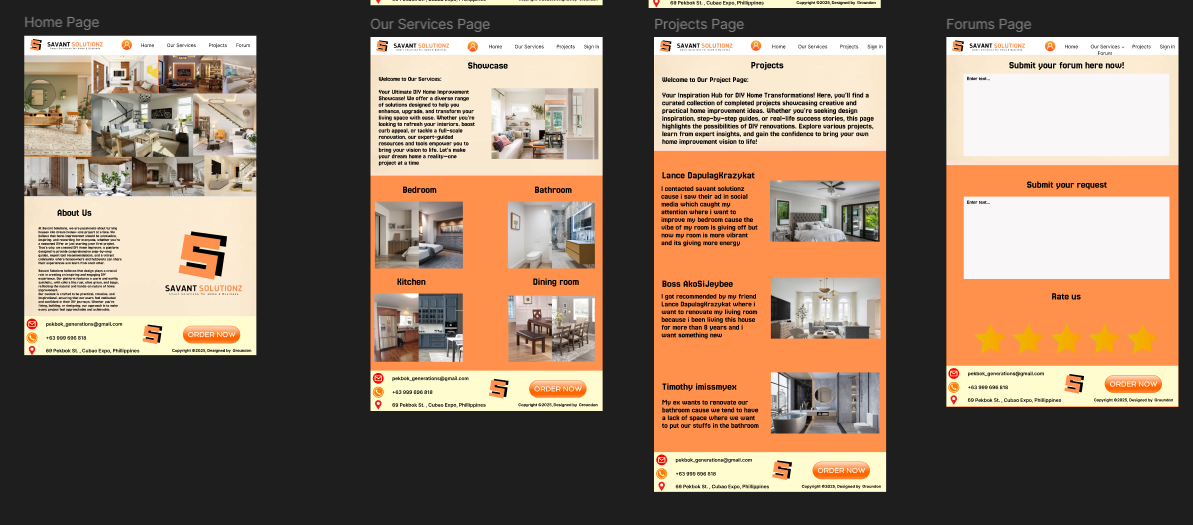 69 Pekbok St. , Cubao Expo, Phillippines
Copyright ©2025, Designed by Groundon
Home Page
SAVANT SOLUTIONZ
Home
Our Services
Projects
Forum
About Us
SAVANT SOLUTIONZ
pekbok_generations@gmail.com
+63 999 696 818
69 Pekbok St. , Cubao Expo, Phillippines
ORDER NOW
Copyright ©2025, Designed by Groundon
Our Services Page
SAVANT SOLUTIONZ
Home
Our Services
Projects
Sign In
Showcase
Welcome to Our Services:
Your Ultimate DIY Home Improvement
Showcase! We offer a diverse range
of solutions designed to help you
enhance, upgrade, and transform your
living space with ease. Whether you're
looking to refresh your interiors, boost
curb appeal, or tackle a full-scale
renovation, our expert-guided
resources and tools empower you to
bring your vision to life. Let's make
your dream home a reality—one
project at a time
Bedroom
Bathroom
Kitchen
Dining room
pekbok_generations@gmail.com
+63 999 696 818
69 Pekbok St. , Cubao Expo, Phillippines
ORDER NOW
Copyright ©2025, Designed by Groundon
Projects Page
SAVANT SOLUTIONZ
Home
Our Services
Projects
Sign in
Projects
Welcome to Our Project Page:
Your Inspiration Hub for DIY Home Transformations! Here, you'll find a
curated collection of completed projects showcasing creative and
practical home improvement ideas. Whether you're seeking design
inspiration, step-by-step guides, or real-life success stories, this page
highlights the possibilities of DIY renovations. Explore various projects,
learn from expert insights, and gain the confidence to bring your own
home improvement vision to life!
Lance DapulagKrazykat
I contacted savant solutionz
cause i saw their ad in social
media which caught my
attention where i want to
improve my bedroom cause the
vibe of my room is giving off but
now my room is more vibrant
and its giving more energy
Boss AkoSiJeybee
I got recommended by my friend
Lance DapulagKrazykat where i
want to renovate my living room
because i been living this house
for more than 8 years and i
want something new
Timothy imissmyex
My ex wants to renovate our
bathroom cause we tend to have
a lack of space where we want
to put our stuffs in the bathroom
pekbok_generations@gmail.com
+63 999 696 818
69 Pekbok St. , Cubao Expo, Phillippines
ORDER NOW
Copyright ©2025, Designed by Groundon
Forums Page
SAVANT SOLUTIONZ
Home
Our Services
Projects
Sign In
Forum
Submit your forum here now!
Enter text...
Submit your request
Enter text...
Rate us
pekbok_generations@gmail.com
+63 999 696 818
69 Pekbok St. , Cubao Expo, Phillippines
ORDER NOW
Copyright ©2025, Designed by Groundon